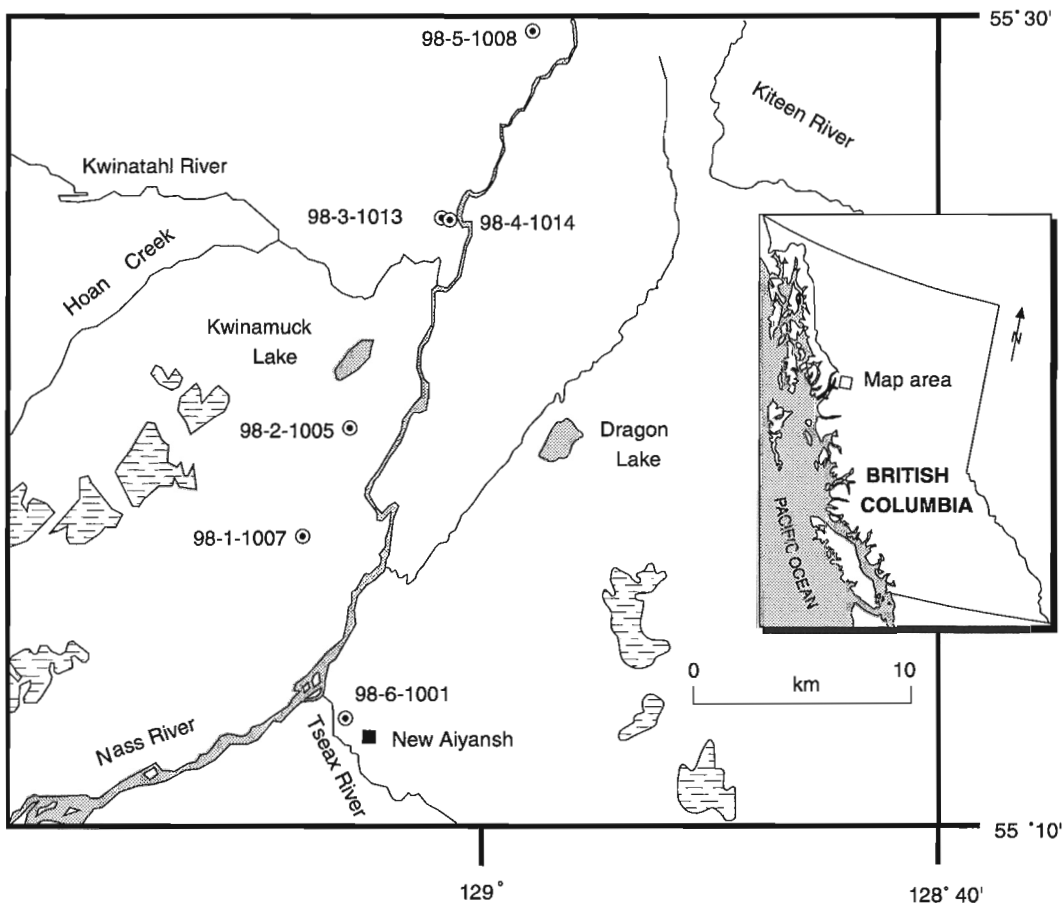 55° 30'
98-5-1008
Kiteen River
Kwinatahl River
98-3-1013
98-4-1014
Hoan Creek
Kwinamuck
Lake
N
Map area
98-2-1005
Dragon
Lake
BRITISH
COLUMBIA
PACIFIC OCEAN
98-1-1007
0 10
km
98-6-1001
Nass River
New Aiyansh
Tseax River
55° 10'
129°
128° 40'